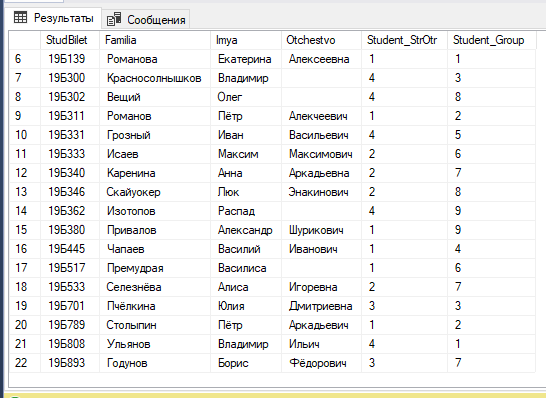 Результаты Сообщения
StudBilet Familia Imya Otchestvo Student_StrOtr Student_Group
6 19Б139 Романова Екатерина Алексеевна 1 1
7 19Б300 Красносолнышков Владимир 4 3
8 19Б302 Вещий Олег 4 8
9 19Б311 Романов Пётр Алекчеевич 1 2
10 19Б331 Грозный Иван Васильевич 4 5
11 19Б333 Исаев Максим Максимович 2 6
12 19Б340 Каренина Анна Аркадьевна 2 7
13 19Б346 Скайуокер Люк Энакинович 2 8
14 19Б362 Изотопов Распад 4 9
15 19Б380 Привалов Александр Шурикович 1 9
16 19Б445 Чапаев Василий Иванович 1 4
17 19Б517 Премудрая Василиса 1 6
18 19Б533 Селезнёва Алиса Игоревна 2 7
19 19Б701 Пчёлкина Юлия Дмитриевна 3 3
20 19Б789 Столыпин Пётр Аркадьевич 1 2
21 19Б808 Ульянов Владимир Ильич 4 1
22 19Б893 Годунов Борис Фёдорович 3 7